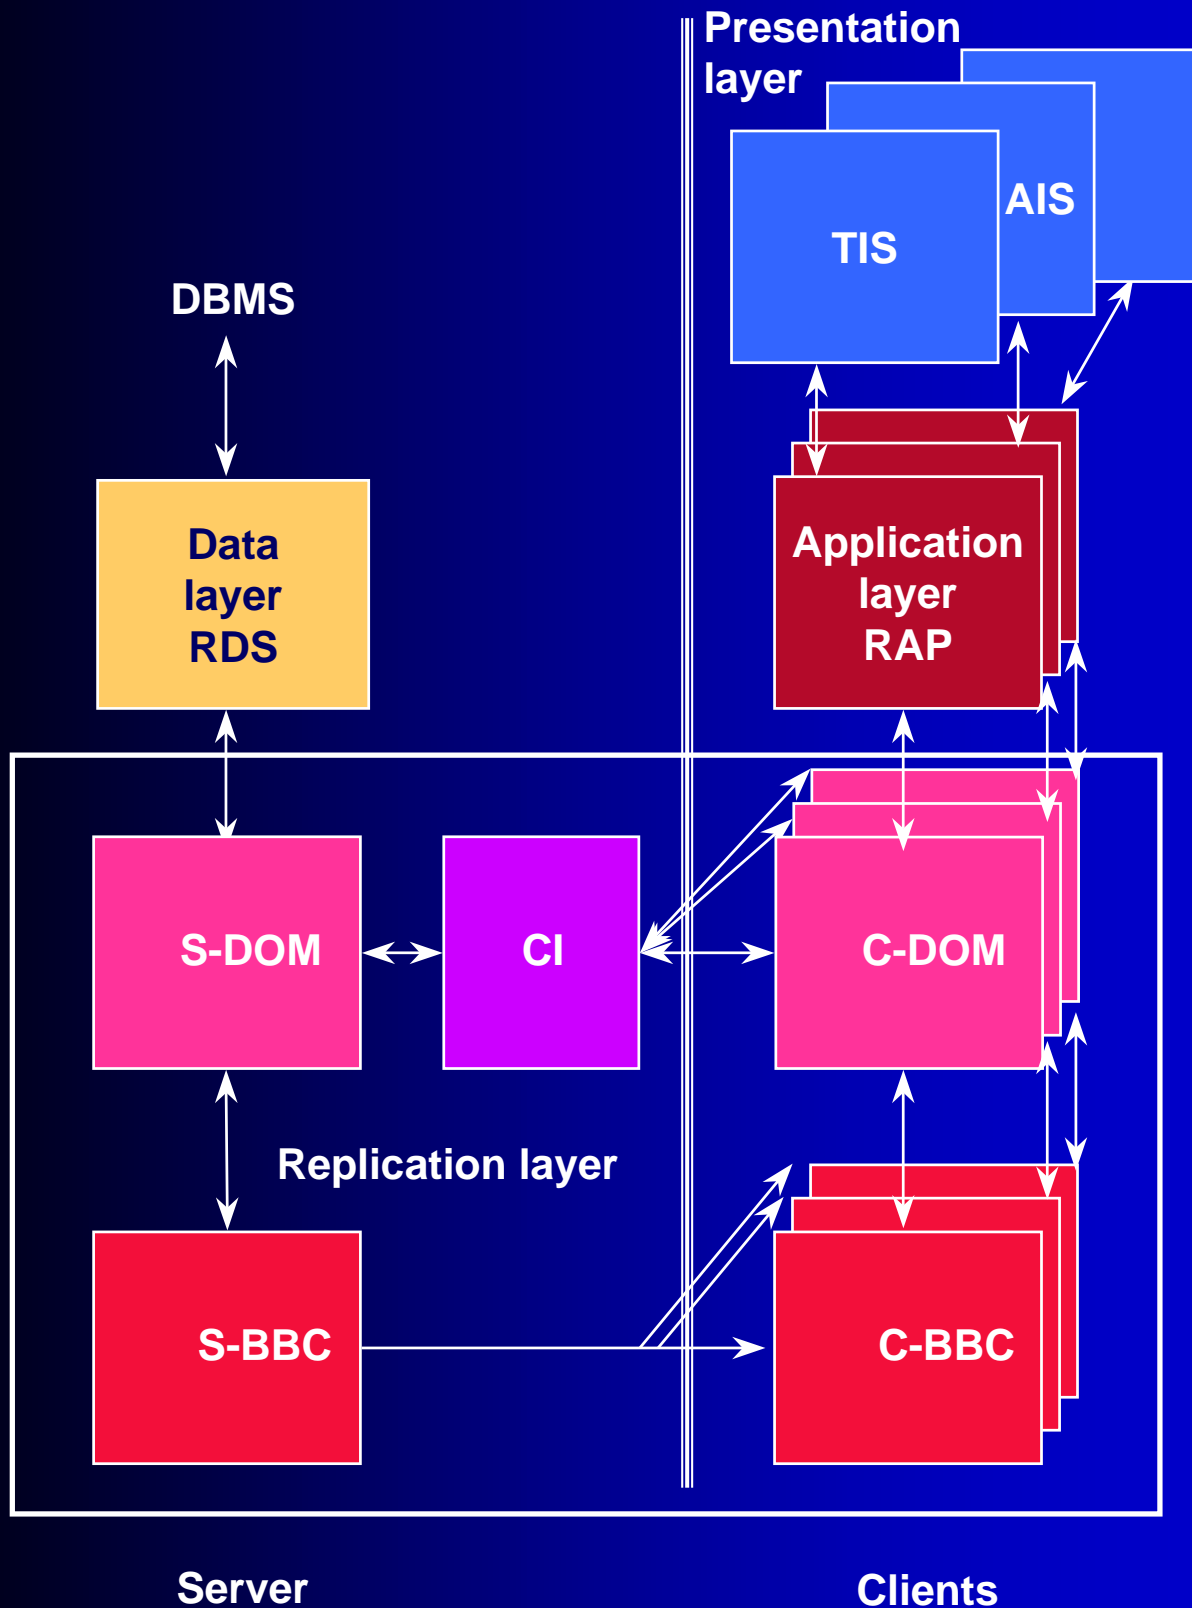 Presentation
layer
AIS
TIS
DBMS
Data
layer
RDS
Application
layer
RAP
S-DOM
CI
C-DOM
Replication layer
S-BBC
C-BBC
Server
Clients